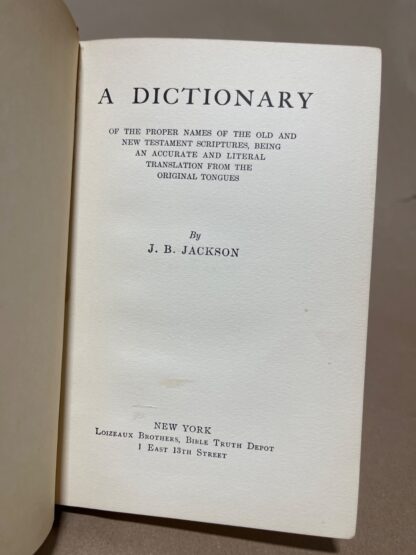 A DICTIONARY
OF THE PROPER NAMES OF THE OLD AND
NEW TESTAMENT SCRIPTURES, BEING
AN ACCURATE AND LITERAL
TRANSLATION FROM THE
ORIGINAL TONGUES
By
J. B. JACKSON
NEW YORK
LOIZEAUX BROTHERS, BIBLE TRUTH DEPOT
1 EAST 13TH STREET